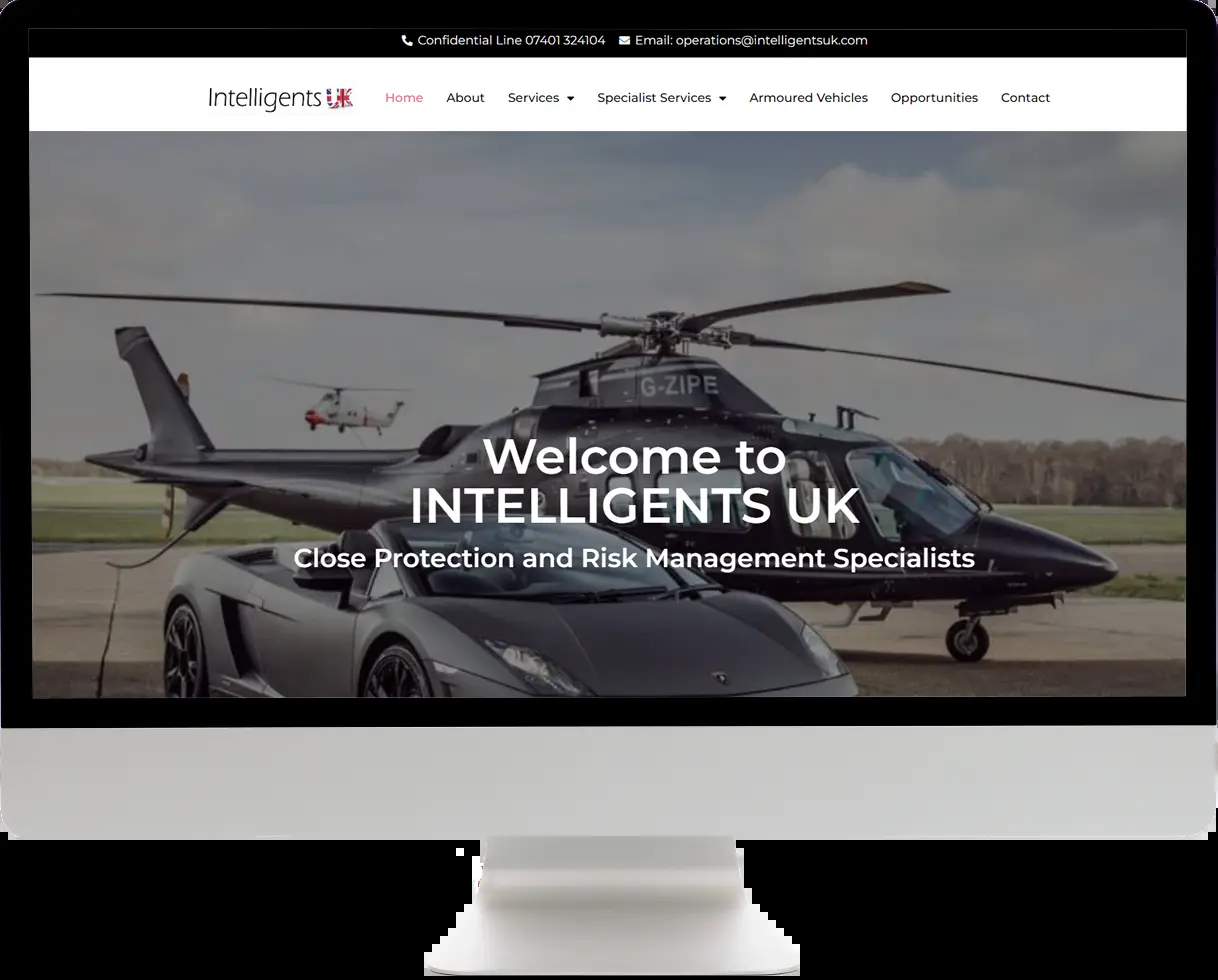 Confidential Line 07401 324104 Email: operations@intelligentsuk.com
Intelligents UK Home About Services Specialist Services Armoured Vehicles Opportunities Contact
G-ZIPE
Welcome to
INTELLIGENTS UK
Close Protection and Risk Management Specialists